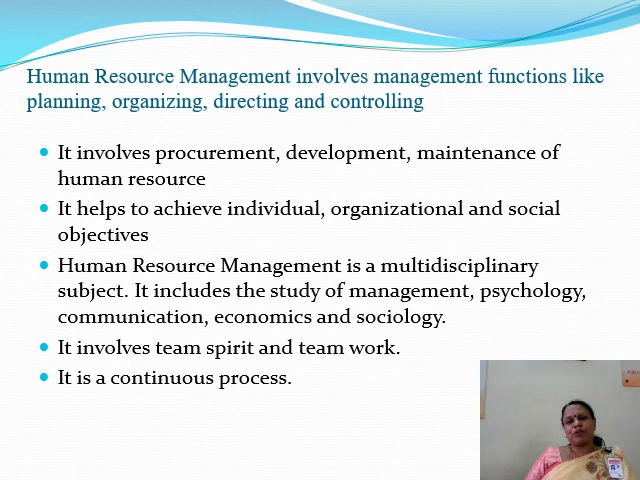 Human Resource Management involves management functions like
planning, organizing, directing and controlling
It involves procurement, development, maintenance of
human resource
It helps to achieve individual, organizational and social
objectives
Human Resource Management is a multidisciplinary
subject. It includes the study of management, psychology,
communication, economics and sociology.
It involves team spirit and team work.
It is a continuous process.